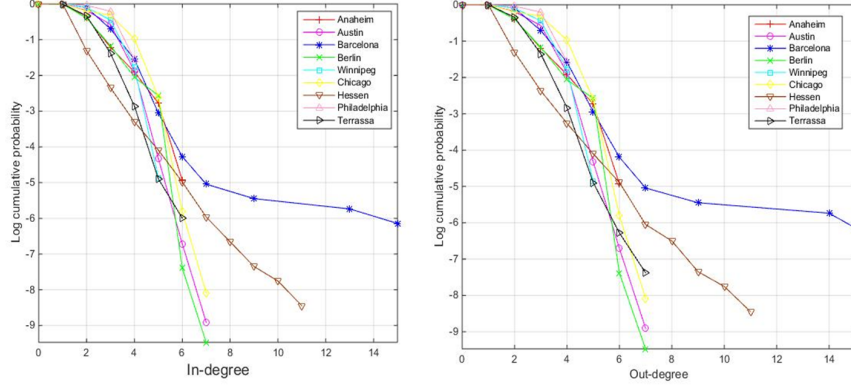 0
-1
-2
-3
-4
-5
-6
-7
-8
-9
Log cumulative probability
0 2 4 6 8 10 12 14
In-degree
Anaheim
Austin
Barcelona
Berlin
Winnipeg
Chicago
Hessen
Philadelphia
Terrassa
0
-1
-2
-3
-4
-5
-6
-7
-8
-9
Log cumulative probability
0 2 4 6 8 10 12 14
Out-degree
Anaheim
Austin
Barcelona
Berlin
Winnipeg
Chicago
Hessen
Philadelphia
Terrassa